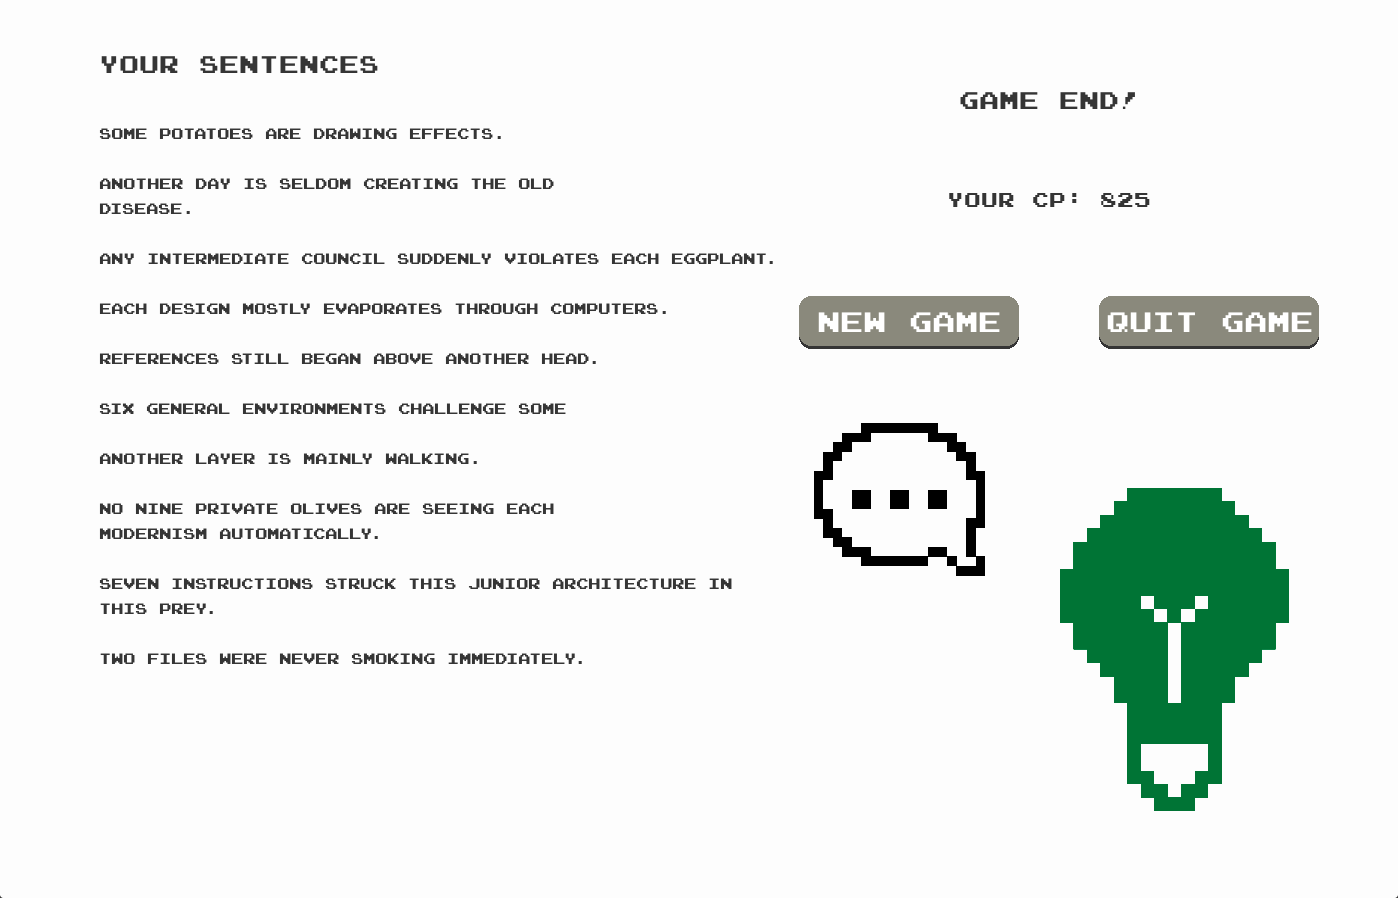 YOUR SENTENCES
SOME POTATOES ARE DRAWING EFFECTS.
ANOTHER DAY IS SELDOM CREATING THE OLD
DISEASE.
ANY INTERMEDIATE COUNCIL SUDDENLY VIOLATES EACH EGGPLANT.
EACH DESIGN MOSTLY EVAPORATES THROUGH COMPUTERS.
REFERENCES STILL BEGAN ABOVE ANOTHER HEAD.
SIX GENERAL ENVIRONMENTS CHALLENGE SOME
ANOTHER LAYER IS MAINLY WALKING.
NO NINE PRIVATE OLIVES ARE SEEING EACH
MODERNISM AUTOMATICALLY.
SEVEN INSTRUCTIONS STRUCK THIS JUNIOR ARCHITECTURE IN
THIS PREY.
TWO FILES WERE NEVER SMOKING IMMEDIATELY.
GAME END!
YOUR CP: 825
NEW GAME
QUIT GAME